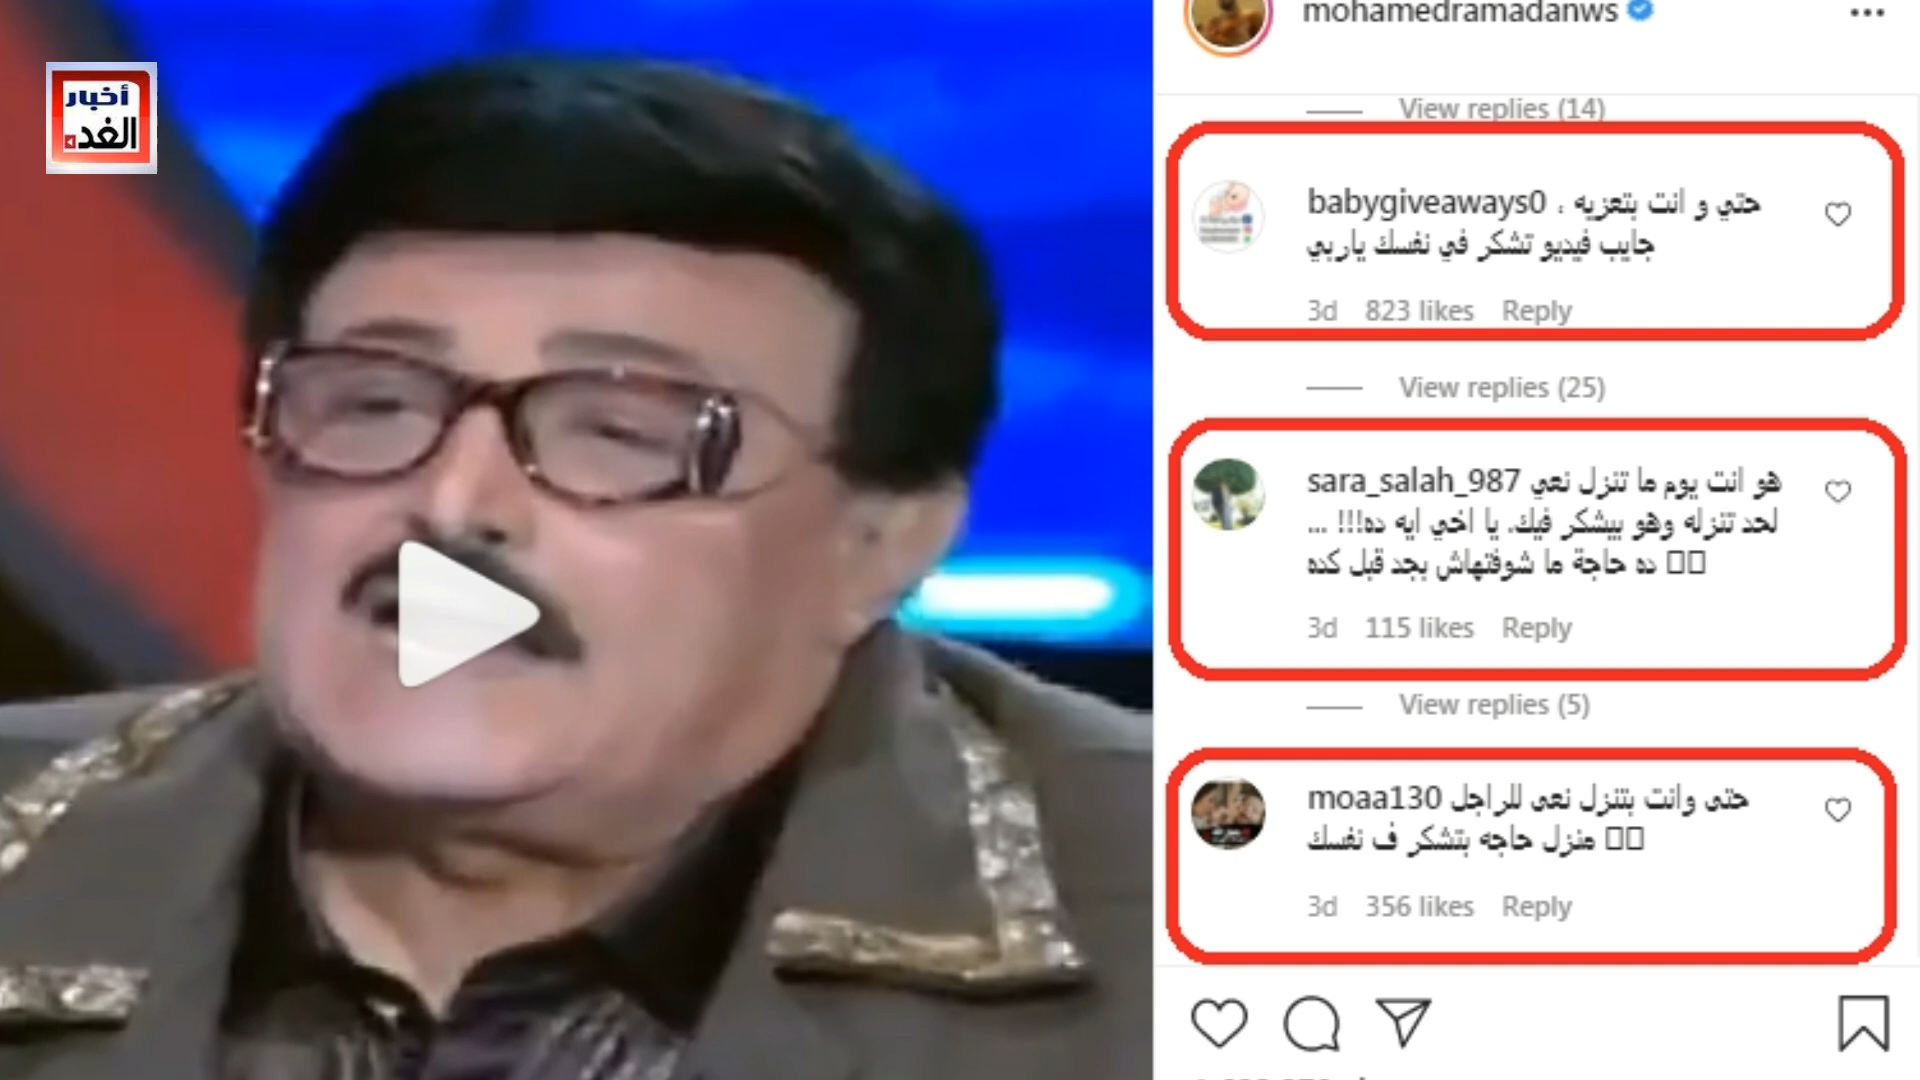 أخبار
الغد
mohamedramadanws
View replies (14)
babygiveaways0 حتي و انت بتعزيه ،
جايب فيديو تشكر في نفسك ياربي
3d 823 likes Reply
View replies (25)
sara_salah_987 هو انت يوم ما تنزل نعي
لحد تنزله وهو بيشكر فيك. يا اخي ايه ده!!! ...
ده حاجة ما شوفتهاش بجد قبل كده
3d 115 likes Reply
View replies (5)
moaa130 حتى وانت بتنزل نعى للراجل
منزل حاجه بتشكر ف نفسك
3d 356 likes Reply